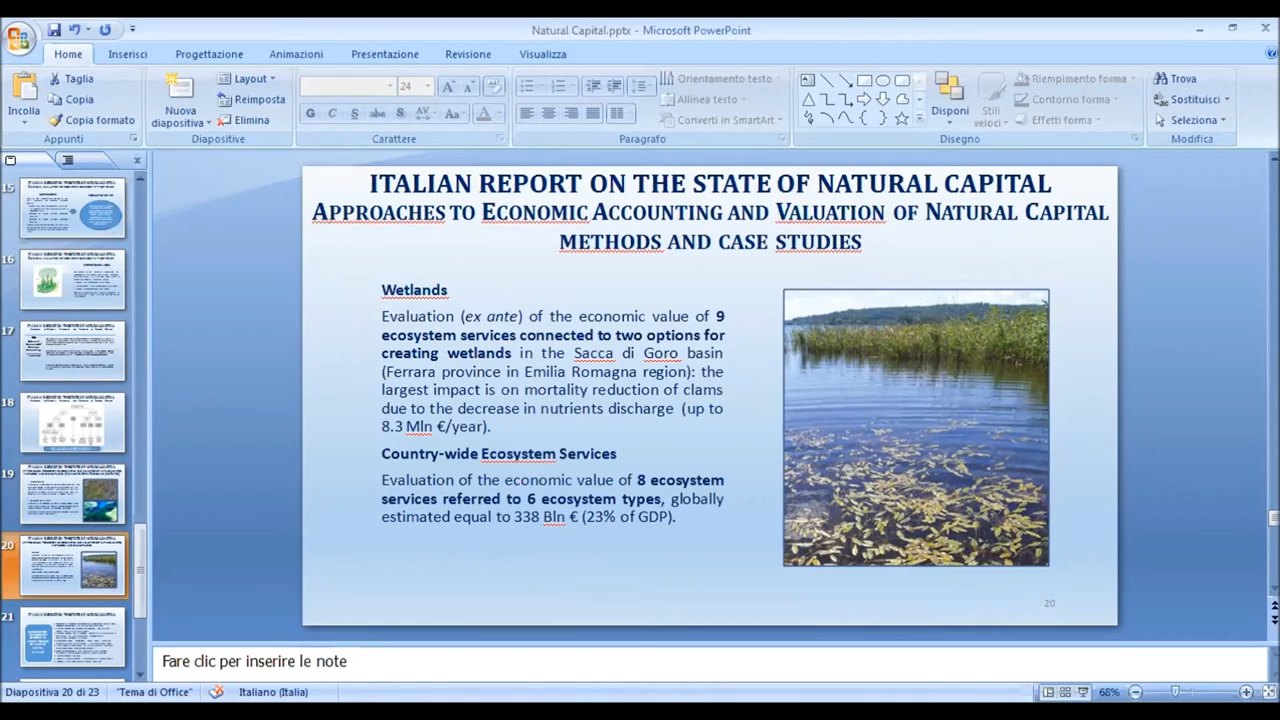 Natural Capital.pptx - Microsoft PowerPoint
Home Inserisci Progettazione Animazioni Presentazione Revisione Visualizza
Incolla
Taglia
Copia
Copia formato
Appunti
Nuova diapositiva
Layout
Reimposta
Elimina
Diapositive
24
G C S abc S AV Aa A
Carattere
Orientamento testo
Allinea testo
Converti in SmartArt
Paragrafo
Disponi
Stili veloci
Riempimento forma
Contorno forma
Effetti forma
Disegno
Trova
Sostituisci
Seleziona
Modifica
15
16
17
18
19
20
21
ITALIAN REPORT ON THE STATE OF NATURAL CAPITAL
APPROACHES TO ECONOMIC ACCOUNTING AND VALUATION OF NATURAL CAPITAL
METHODS AND CASE STUDIES
Wetlands
Evaluation (ex ante) of the economic value of 9
ecosystem services connected to two options for
creating wetlands in the Sacca di Goro basin
(Ferrara province in Emilia Romagna region): the
largest impact is on mortality reduction of clams
due to the decrease in nutrients discharge (up to
8.3 Mln €/year).
Country-wide Ecosystem Services
Evaluation of the economic value of 8 ecosystem
services referred to 6 ecosystem types, globally
estimated equal to 338 Bln € (23% of GDP).
20
Fare clic per inserire le note
Diapositiva 20 di 23 "Tema di Office" Italiano (Italia) 68%